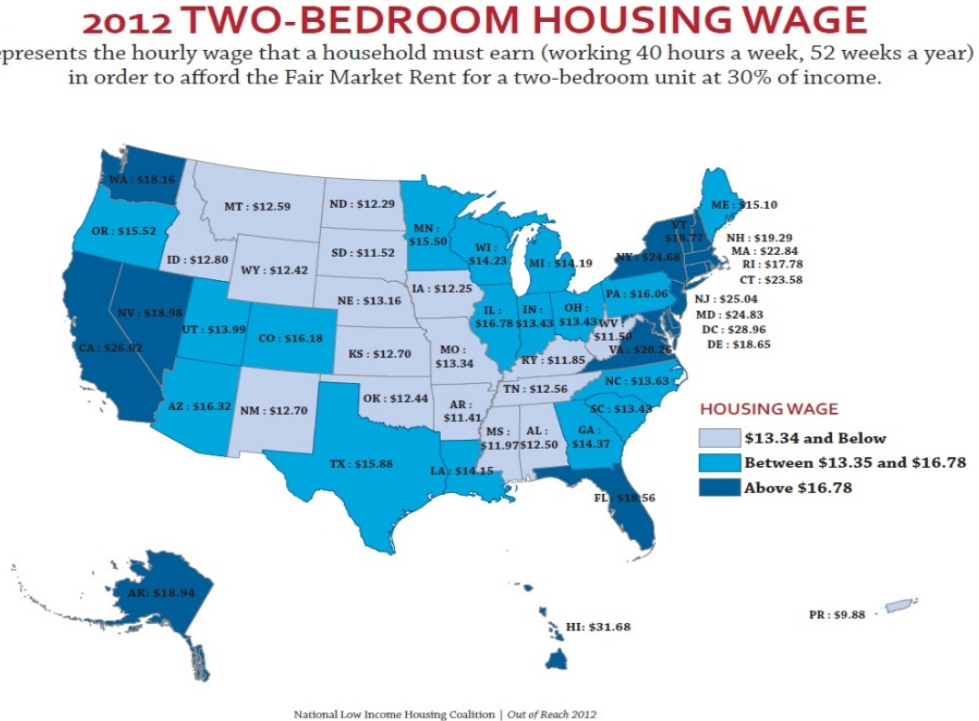 2012 TWO-BEDROOM HOUSING WAGE
epresents the hourly wage that a household must earn (working 40 hours a week, 52 weeks a year)
in order to afford the Fair Market Rent for a two-bedroom unit at 30% of income.
WA : $18.16
MT : $12.59
ND : $12.29
ME : $15.10
OR : $15.52
MN :
$15.50
VT
$18.77
NH : $19.29
ID : $12.80
SD : $11.52
WI :
$14.23
MI : $14.19
NY : $24.68
MA : $22.84
RI : $17.78
CT : $23.58
WY : $12.42
IA : $12.25
PA : $16.06
NJ : $25.04
MD : $24.83
DC : $28.96
DE : $18.65
NE : $13.16
NV : $18.98
UT : $13.99
CO : $16.18
IL :
$16.78
IN :
$13.43
OH :
$13.43
WV :
$11.50
VA : $20.26
CA : $26.02
KS : $12.70
MO :
$13.34
KY : $11.85
NC : $13.63
TN : $12.56
AZ : $16.32
NM : $12.70
OK : $12.44
AR :
$11.41
SC : $13.43
MS :
$11.97
AL :
$12.50
GA :
$14.37
TX : $15.88
LA : $14.15
FL : $18.56
HOUSING WAGE
$13.34 and Below
Between $13.35 and $16.78
Above $16.78
AK: $18.94
HI: $31.68
PR : $9.88
National Low Income Housing Coalition | Out of Reach 2012